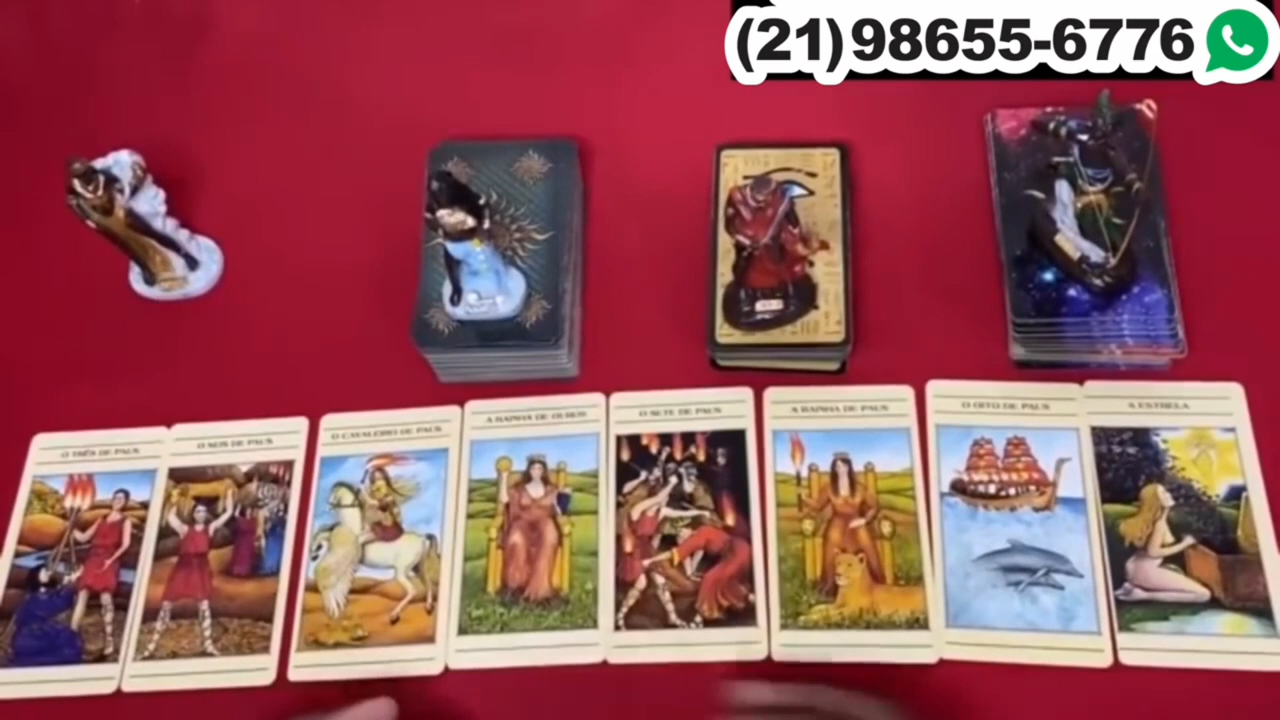 (21)98655-6776
O TRÊS DE PAUS
O SEIS DE PAUS
O CAVALEIRO DE PAUS
A RAINHA DE OUROS
O SETE DE PAUS
A RAINHA DE PAUS
O OITO DE PAUS
A ESTRELA